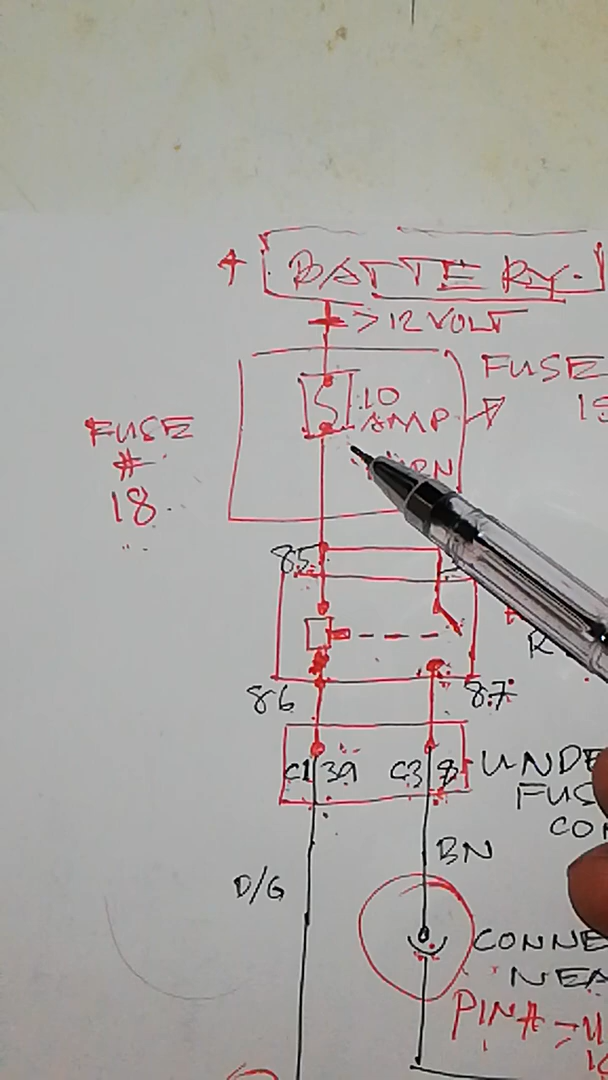 + BATTERY.
12 VOLT
FUSE
10
AMP
FUSE
#
18
85
86
87
C1 39 C3 8
UNDE
FUS
CO
BN
D/G
CONNE
NEA
PINA